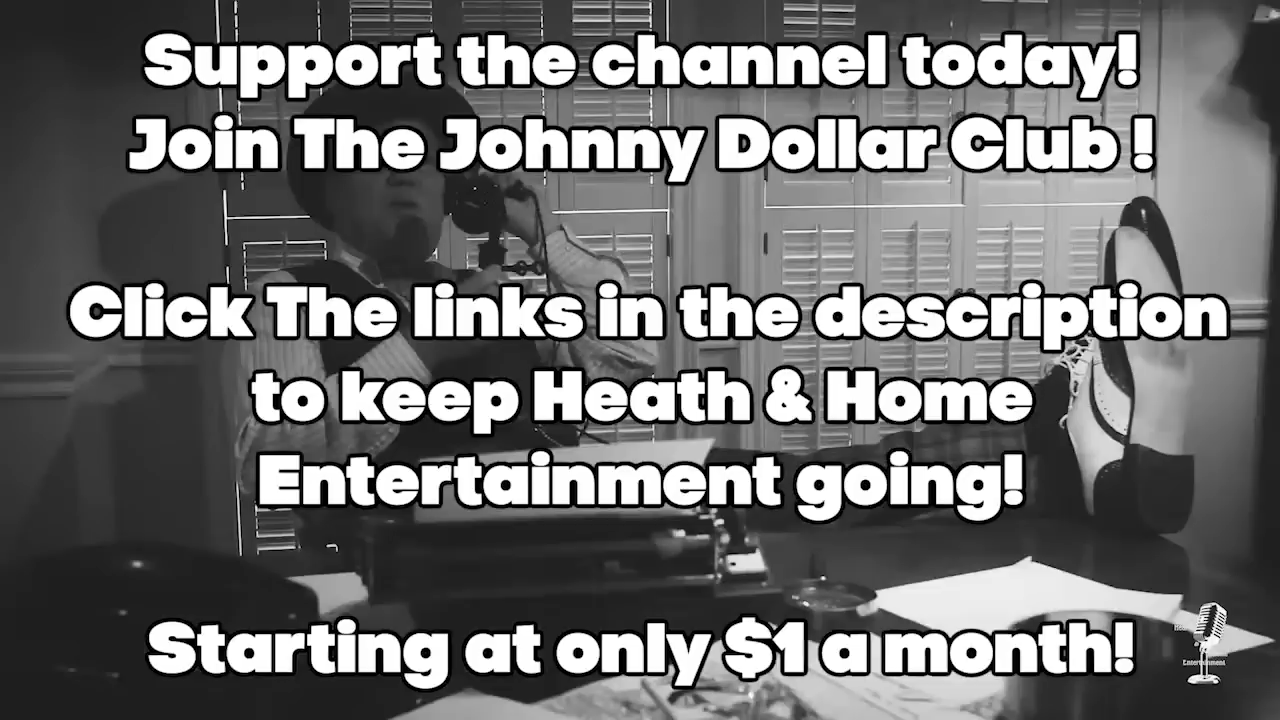 Support the channel today!
Join The Johnny Dollar Club !
Click The links in the description
to keep Heath & Home
Entertainment going!
Starting at only $1 a month!
Entertainment